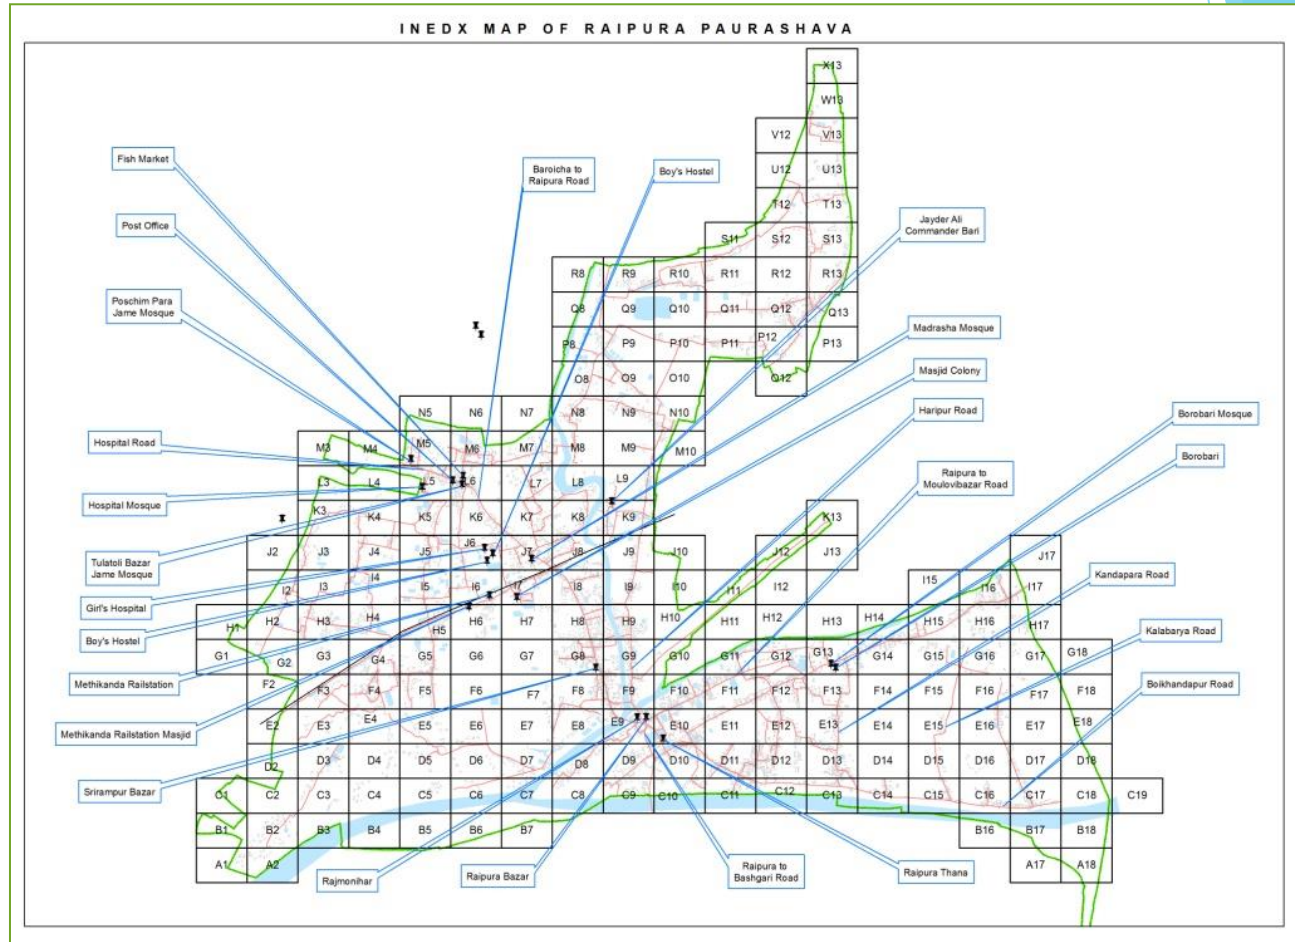 INEDX MAP OF RAIPURA PAURASHAVA
X13
W13
V12 V13
Fish Market
Baroicha to
Raipura Road
Boy's Hostel
U12 U13
T12 T13
Post Office
Jayder Ali
Commander Bari
S11 S12 S13
R8 R9 R10 R11 R12 R13
Poschim Para
Jame Mosque
Q8 Q9 Q10 Q11 Q12 Q13
Madrasha Mosque
P8 P9 P10 P11 P12 P13
Masjid Colony
O8 O9 O10 O12
Haripur Road
Borobari Mosque
N5 N6 N7 N8 N9 N10
Hospital Road
M3 M4 M5 M6 M7 M8 M9 M10
Borobari
Raipura to
Moulovibazar Road
L3 L4 L5 L6 L7 L8 L9
Hospital Mosque
K3 K4 K5 K6 K7 K8 K9 K13
J2 J3 J4 J5 J6 J7 J8 J9 J10 J12 J13 J17
Tulatoli Bazar
Jame Mosque
Kandapara Road
I2 I3 I4 I5 I6 I7 I8 I9 I10 I11 I12 I15 I16 I17
Girl's Hospital
H1 H2 H3 H4 H5 H6 H7 H8 H9 H10 H11 H12 H13 H14 H15 H16 H17
Kalabarya Road
Boy's Hostel
G1 G2 G3 G4 G5 G6 G7 G8 G9 G10 G11 G12 G13 G14 G15 G16 G17 G18
Methikanda Railstation
Boikhandapur Road
F2 F3 F4 F5 F6 F7 F8 F9 F10 F11 F12 F13 F14 F15 F16 F17 F18
E2 E3 E4 E5 E6 E7 E8 E9 E10 E11 E12 E13 E14 E15 E16 E17 E18
Methikanda Railstation Masjid
D2 D3 D4 D5 D6 D7 D8 D9 D10 D11 D12 D13 D14 D15 D16 D17 D18
Srirampur Bazar
C1 C2 C3 C4 C5 C6 C7 C8 C9 C10 C11 C12 C13 C14 C15 C16 C17 C18 C19
B1 B2 B3 B4 B5 B6 B7 B16 B17 B18
A1 A2 A17 A18
Rajmonihar
Raipura Bazar
Raipura to
Bashgari Road
Raipura Thana